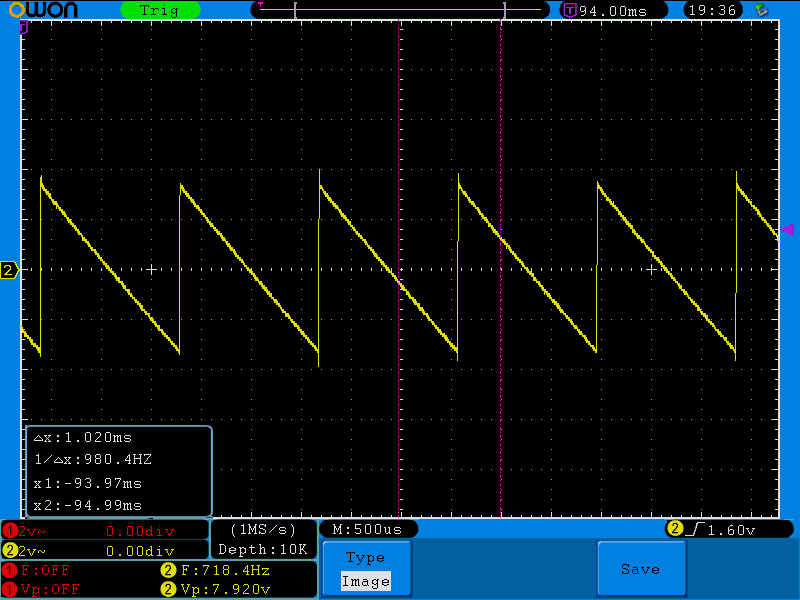 OWON Trig T 94.00ms 19:36
T
2
△x:1.020ms
1/△x:980.4HZ
x1:-93.97ms
x2:-94.99ms
1 2v~ 0.00div (1MS/s) M:500us 2 1.60v
2 2v~ 0.00div Depth:10K
1 F:OFF 2 F:718.4Hz Type
1 Vp:OFF 2 Vp:7.920v Image Save